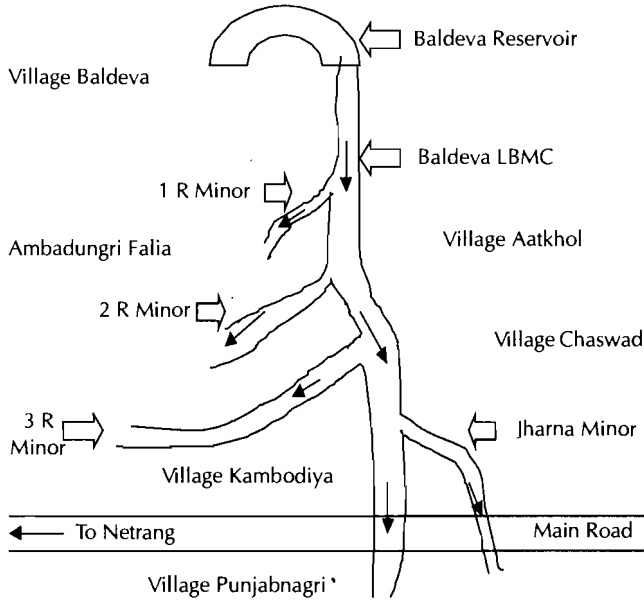 Baldeva Reservoir
Village Baldeva
Baldeva LBMC
1 R Minor
Village Aatkhol
Ambadungri Falia
2 R Minor
Village Chaswad
3 R
Minor
Jharna Minor
Village Kambodiya
To Netrang
Main Road
Village Punjabnagri